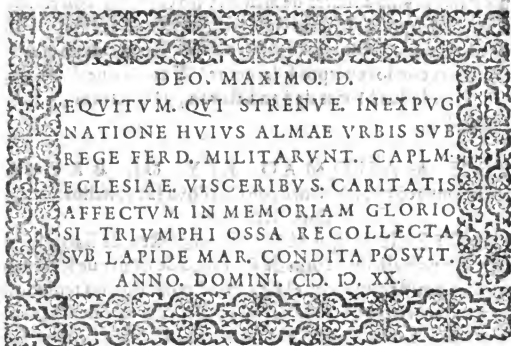 DEO. MAXIMO D.
EQVITVM. QVI STRENVE. INEXPVG
NATIONE HVIVS ALMAE VRBIS SVB
REGE FERD. MILITARVNT. CAPLM.
ECLESIAE. VISCERIBVS. CARITATIS
AFFECTVM IN MEMORIAM GLORIO
SI TRIVMPHI OSSA RECOLLECTA
SVB LAPIDE MAR. CONDITA POSVIT.
ANNO. DOMINI. CIↃ. IↃ. XX.